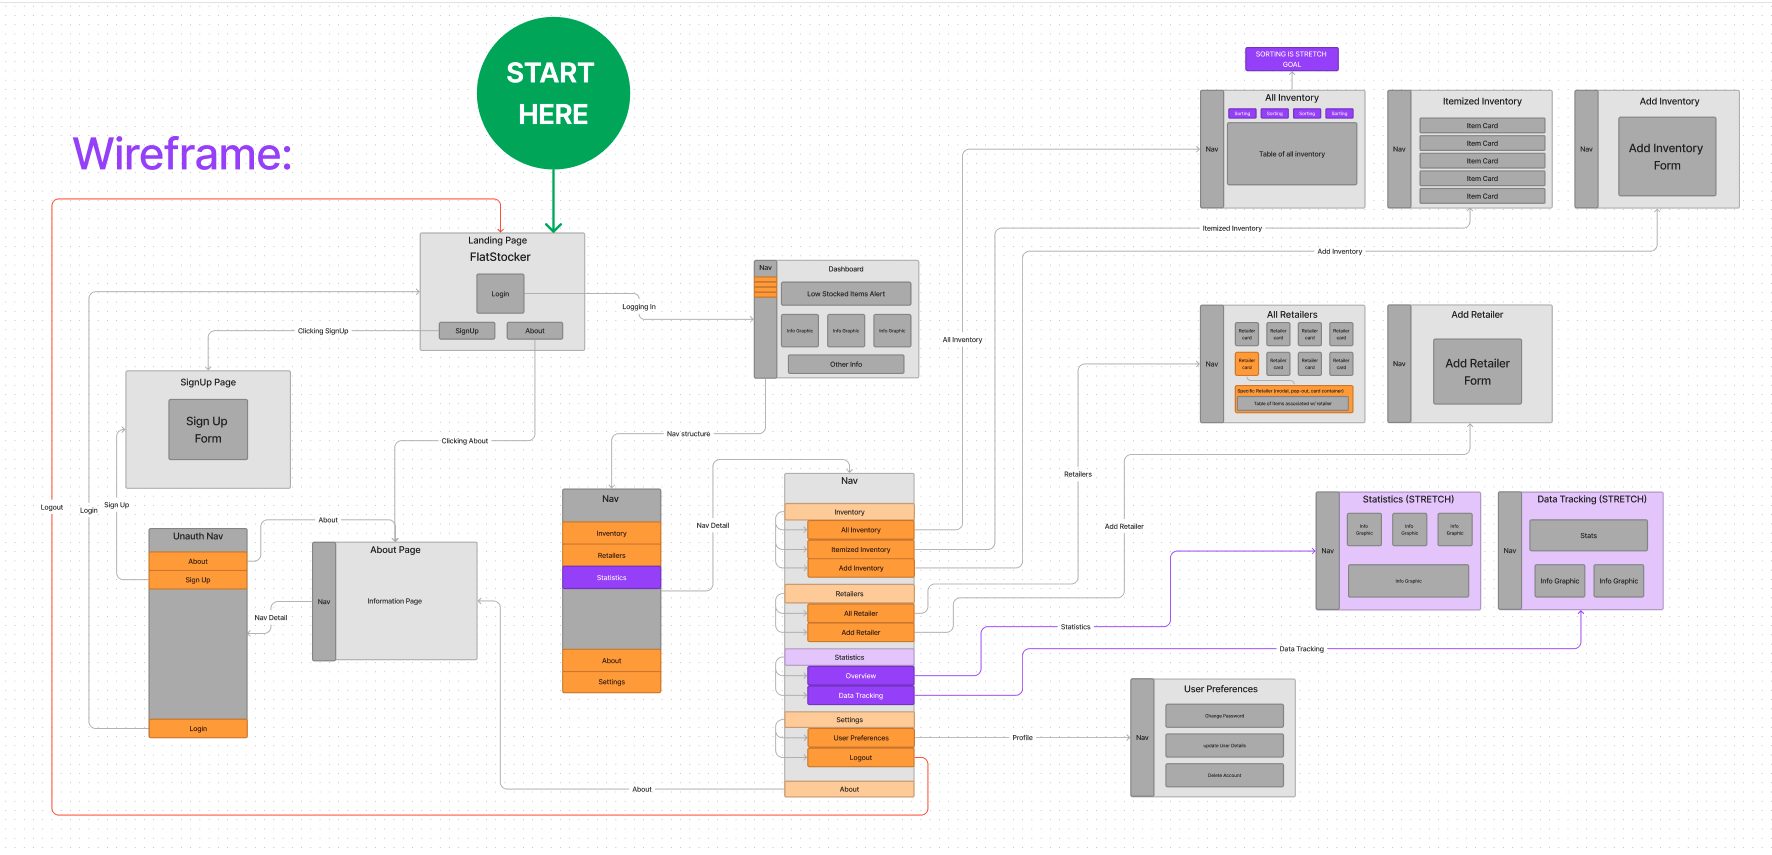 START
HERE
Wireframe:
SORTING IS STRETCH
GOAL
All Inventory
Sorting
Sorting
Sorting
Sorting
Nav
Table of all inventory
Itemized Inventory
Nav
Item Card
Item Card
Item Card
Item Card
Item Card
Add Inventory
Nav
Add Inventory
Form
Itemized Inventory
Add Inventory
Landing Page
FlatStocker
Login
SignUp
About
Clicking SignUp
Logging In
Nav
Dashboard
Low Stocked Items Alert
Info Graphic
Info Graphic
Info Graphic
Other Info
All Inventory
All Retailers
Nav
Retailer
card
Retailer
card
Retailer
card
Retailer
card
Retailer
card
Retailer
card
Retailer
card
Retailer
card
Specific Retailer (modal, pop-out, card container)
Table of Items associated w/ retailer
Add Retailer
Nav
Add Retailer
Form
SignUp Page
Sign Up
Form
Clicking About
Nav structure
Retailers
Logout
Login
Sign Up
About
Nav Detail
Add Retailer
Unauth Nav
About
Sign Up
Login
Nav Detail
About Page
Nav
Information Page
Nav
Inventory
Retailers
Statistics
About
Settings
Nav
Inventory
All Inventory
Itemized Inventory
Add Inventory
Retailers
All Retailer
Add Retailer
Statistics
Overview
Data Tracking
Settings
User Preferences
Logout
About
About
Statistics (STRETCH)
Nav
Info
Graphic
Info
Graphic
Info
Graphic
Info Graphic
Data Tracking (STRETCH)
Nav
Stats
Info Graphic
Info Graphic
Statistics
Data Tracking
Profile
User Preferences
Nav
Change Password
update User Details
Delete Account